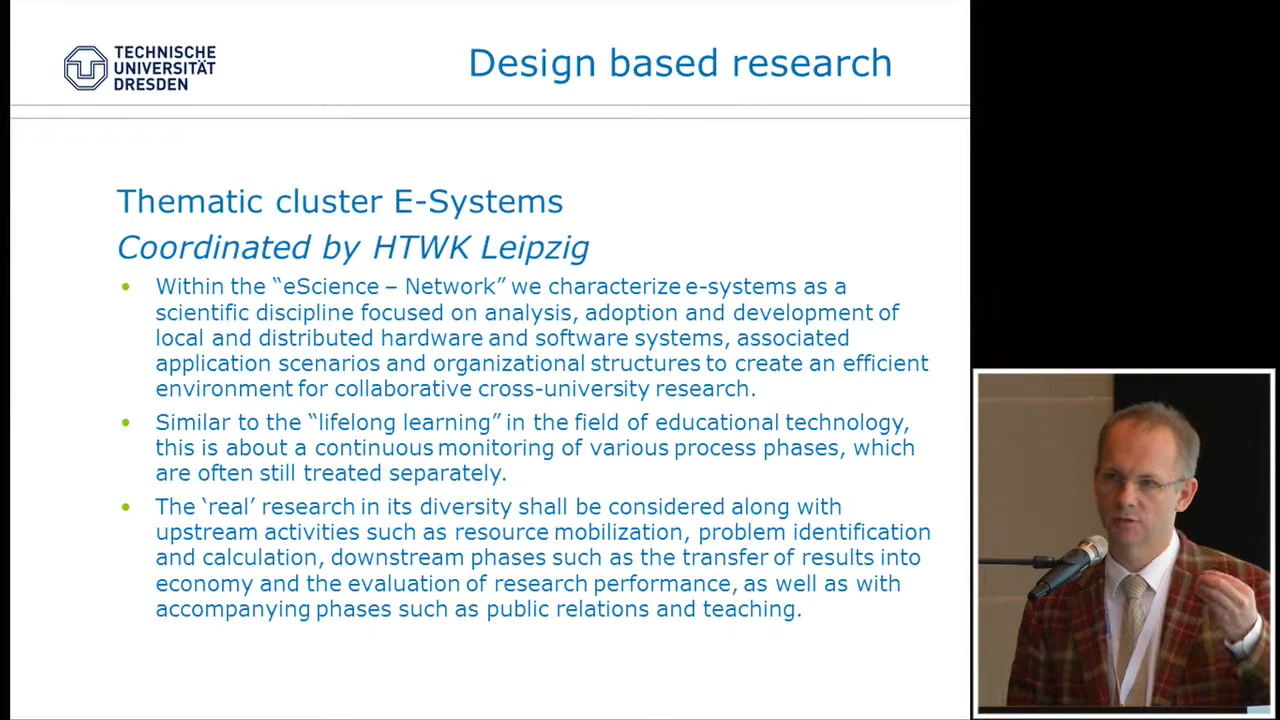 TECHNISCHE
UNIVERSITÄT
DRESDEN
Design based research
Thematic cluster E-Systems
Coordinated by HTWK Leipzig
• Within the “eScience – Network” we characterize e-systems as a
scientific discipline focused on analysis, adoption and development of
local and distributed hardware and software systems, associated
application scenarios and organizational structures to create an efficient
environment for collaborative cross-university research.
• Similar to the “lifelong learning” in the field of educational technology,
this is about a continuous monitoring of various process phases, which
are often still treated separately.
• The ‘real’ research in its diversity shall be considered along with
upstream activities such as resource mobilization, problem identification
and calculation, downstream phases such as the transfer of results into
economy and the evaluation of research performance, as well as with
accompanying phases such as public relations and teaching.